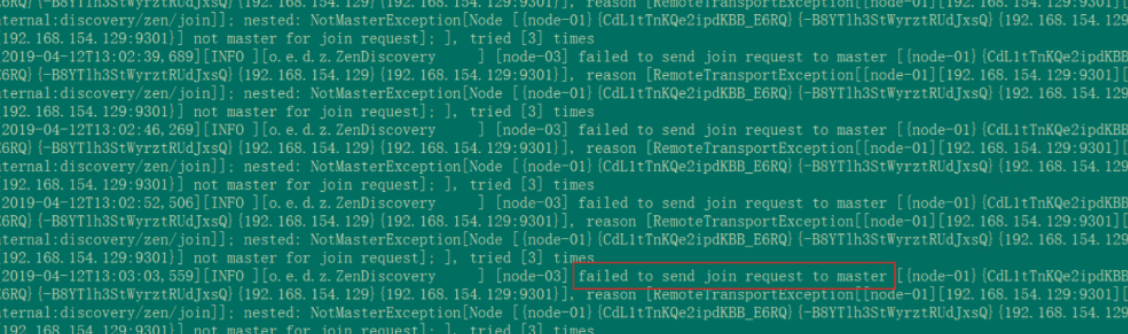 E6RQ}{-B8YTlh3StWyrztRUdJxsQ}{192.168.154.129}{192.168.154.129:9301}], reason [RemoteTransportException[[node-01][192.168.154.129:9301][
nternal:discovery/zen/join]]; nested: NotMasterException[Node [{node-01}{CdL1tTnKQe2ipdKBB_E6RQ}{-B8YTlh3StWyrztRUdJxsQ}{192.168.154.129
[192.168.154.129:9301}] not master for join request]; ], tried [3] times
2019-04-12T13:02:39,689][INFO ][o.e.d.z.ZenDiscovery ] [node-03] failed to send join request to master [{node-01}{CdL1tTnKQe2ipdKBB
E6RQ}{-B8YTlh3StWyrztRUdJxsQ}{192.168.154.129}{192.168.154.129:9301}], reason [RemoteTransportException[[node-01][192.168.154.129:9301][
nternal:discovery/zen/join]]; nested: NotMasterException[Node [{node-01}{CdL1tTnKQe2ipdKBB_E6RQ}{-B8YTlh3StWyrztRUdJxsQ}{192.168.154.129
[192.168.154.129:9301}] not master for join request]; ], tried [3] times
2019-04-12T13:02:46,269][INFO ][o.e.d.z.ZenDiscovery ] [node-03] failed to send join request to master [{node-01}{CdL1tTnKQe2ipdKBB
E6RQ}{-B8YTlh3StWyrztRUdJxsQ}{192.168.154.129}{192.168.154.129:9301}], reason [RemoteTransportException[[node-01][192.168.154.129:9301][
nternal:discovery/zen/join]]; nested: NotMasterException[Node [{node-01}{CdL1tTnKQe2ipdKBB_E6RQ}{-B8YTlh3StWyrztRUdJxsQ}{192.168.154.129
[192.168.154.129:9301}] not master for join request]; ], tried [3] times
2019-04-12T13:02:52,506][INFO ][o.e.d.z.ZenDiscovery ] [node-03] failed to send join request to master [{node-01}{CdL1tTnKQe2ipdKBB
E6RQ}{-B8YTlh3StWyrztRUdJxsQ}{192.168.154.129}{192.168.154.129:9301}], reason [RemoteTransportException[[node-01][192.168.154.129:9301][
nternal:discovery/zen/join]]; nested: NotMasterException[Node [{node-01}{CdL1tTnKQe2ipdKBB_E6RQ}{-B8YTlh3StWyrztRUdJxsQ}{192.168.154.129
[192.168.154.129:9301}] not master for join request]; ], tried [3] times
2019-04-12T13:03:03,559][INFO ][o.e.d.z.ZenDiscovery ] [node-03] failed to send join request to master [{node-01}{CdL1tTnKQe2ipdKBB
E6RQ}{-B8YTlh3StWyrztRUdJxsQ}{192.168.154.129}{192.168.154.129:9301}], reason [RemoteTransportException[[node-01][192.168.154.129:9301][
nternal:discovery/zen/join]]; nested: NotMasterException[Node [{node-01}{CdL1tTnKQe2ipdKBB_E6RQ}{-B8YTlh3StWyrztRUdJxsQ}{192.168.154.129
[192.168.154.129:9301}] not master for join request]; ], tried [3] times